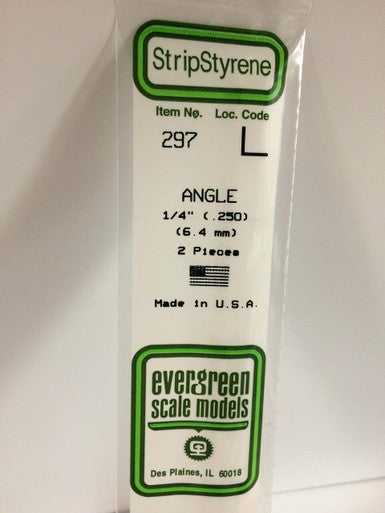 StripStyrene
Item No. Loc. Code
297 L
ANGLE
1/4" (.250)
(6.4 mm)
2 Pieces
Made in U.S.A.
evergreen
scale models
Des Plaines, IL 60018